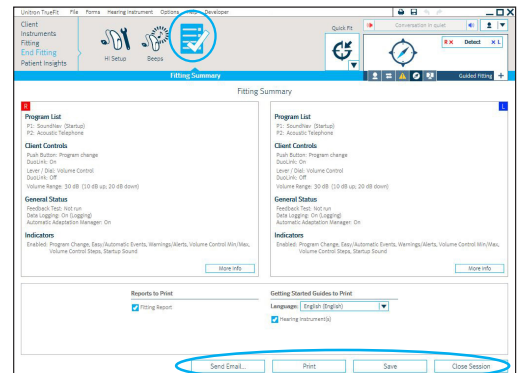 Unitron TrueFit File Forms Hearing Instrument Options Developer
Client
Instruments
Fitting
End Fitting
Patient Insights
HI Setup
Beeps
Quick Fit
Conversation in quiet
R
Detect
L
Guided Fitting
Fitting Summary
Fitting Summary
R
Program List
P1: SoundNav (Startup)
P2: Acoustic Telephone
Client Controls
Push Button: Program change
DuoLink: On
Lever / Dial: Volume Control
DuoLink: Off
Volume Range: 30 dB (10 dB up; 20 dB down)
General Status
Feedback Test: Not run
Data Logging: On (Logging)
Automatic Adaptation Manager: On
Indicators
Enabled: Program Change, Easy/Automatic Events, Warnings/Alerts, Volume Control Min/Max,
Volume Control Steps, Startup Sound
More info
L
Program List
P1: SoundNav (Startup)
P2: Acoustic Telephone
Client Controls
Push Button: Program change
DuoLink: On
Lever / Dial: Volume Control
DuoLink: Off
Volume Range: 30 dB (10 dB up; 20 dB down)
General Status
Feedback Test: Not run
Data Logging: On (Logging)
Automatic Adaptation Manager: On
Indicators
Enabled: Program Change, Easy/Automatic Events, Warnings/Alerts, Volume Control Min/Max,
Volume Control Steps, Startup Sound
More info
Reports to Print
Fitting Report
Getting Started Guides to Print
Language: English (English)
Hearing Instrument(s)
Send Email...
Print
Save
Close Session